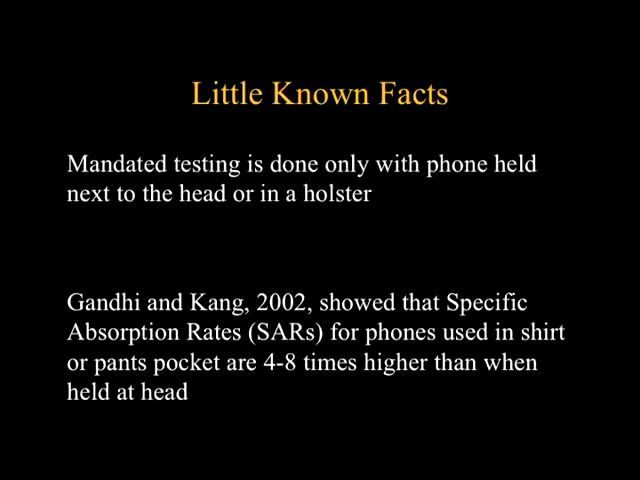 Little Known Facts
Mandated testing is done only with phone held
next to the head or in a holster
Gandhi and Kang, 2002, showed that Specific
Absorption Rates (SARs) for phones used in shirt
or pants pocket are 4-8 times higher than when
held at head